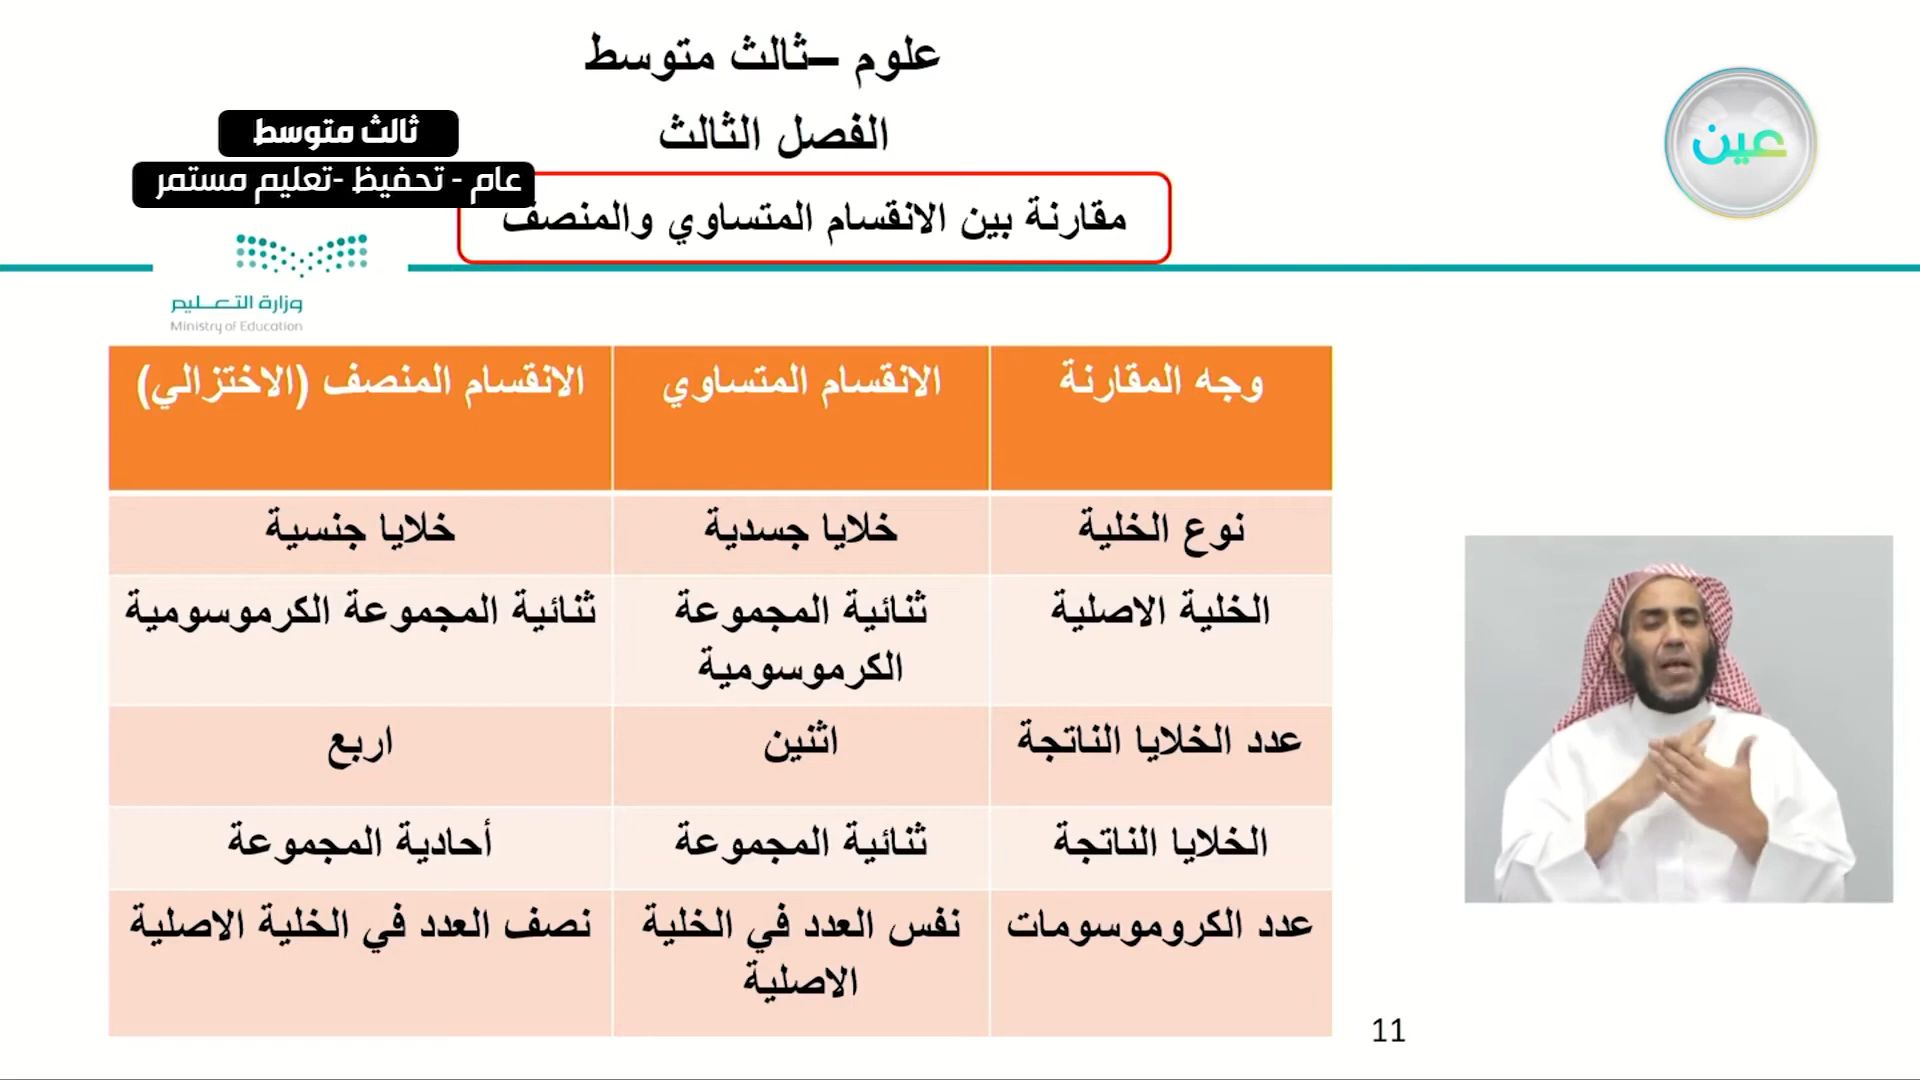 علوم –ثالث متوسط
الفصل الثالث
ثالث متوسط
عام - تحفيظ -تعليم مستمر
مقارنة بين الانقسام المتساوي والمنصف
عين
وزارة التعليم
Ministry of Education
وجه المقارنة الانقسام المتساوي الانقسام المنصف (الاختزالي)
نوع الخلية خلايا جسدية خلايا جنسية
الخلية الاصلية ثنائية المجموعة ثنائية المجموعة الكرموسومية
الكرموسومية
عدد الخلايا الناتجة اثنين اربع
الخلايا الناتجة ثنائية المجموعة أحادية المجموعة
عدد الكروموسومات نفس العدد في الخلية نصف العدد في الخلية الاصلية
الاصلية
11